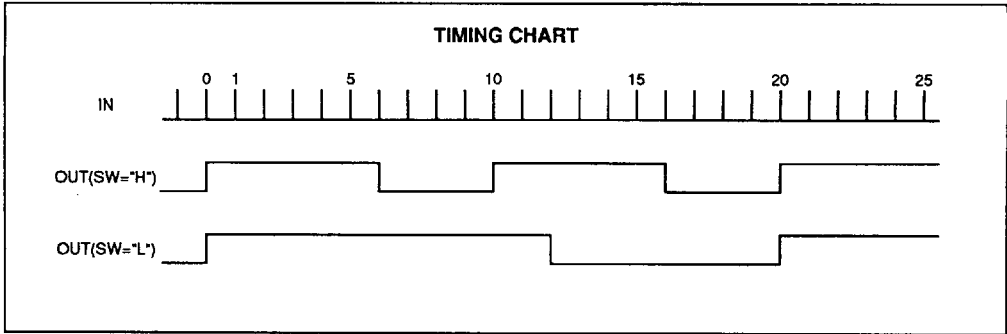 TIMING CHART
0 1 5 10 15 20 25
IN
OUT(SW="H")
OUT(SW="L")